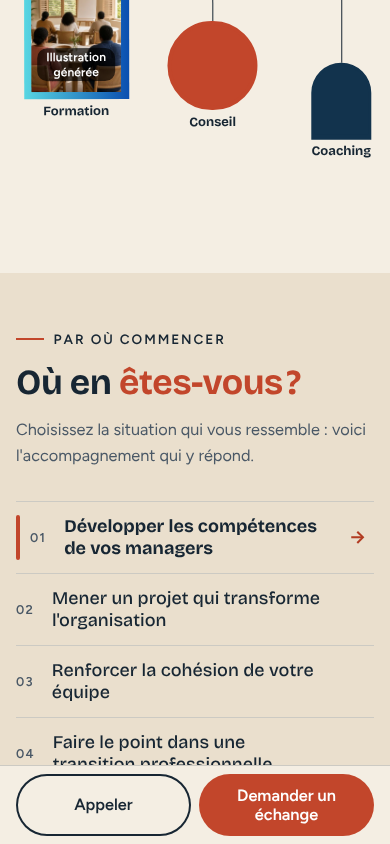 Illustration
générée
Formation
Conseil
Coaching
PAR OÙ COMMENCER
Où en êtes-vous ?
Choisissez la situation qui vous ressemble : voici
l'accompagnement qui y répond.
01 Développer les compétences
de vos managers →
02 Mener un projet qui transforme
l'organisation
03 Renforcer la cohésion de votre
équipe
04 Faire le point dans une
transition professionnelle
Appeler
Demander un
échange